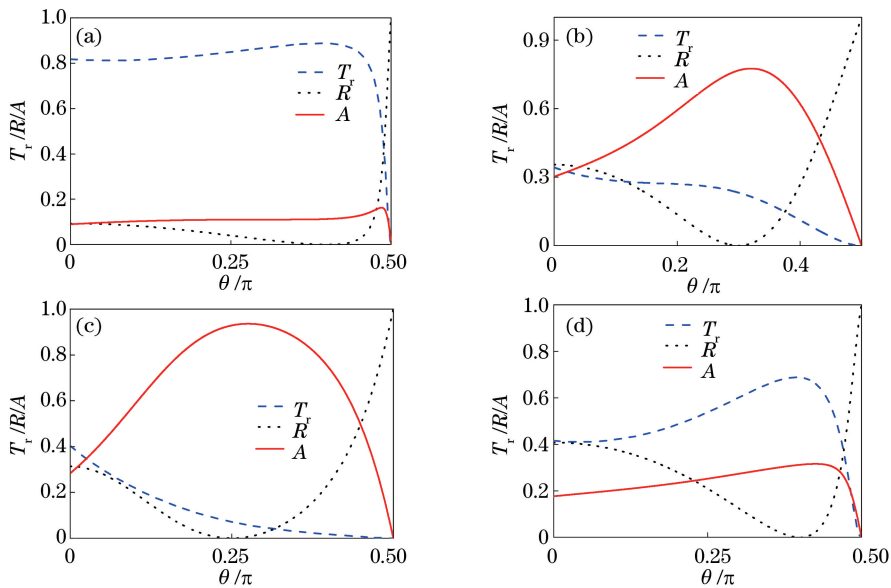 (a)
T_r/R/A
1.0
0.8
0.6
0.4
0.2
0
T_r
R
A
0
0.25
0.50
θ/π
(b)
T_r/R/A
0.9
0.6
0.3
0
T_r
R
A
0
0.2
0.4
θ/π
(c)
T_r/R/A
1.0
0.8
0.6
0.4
0.2
0
T_r
R
A
0
0.25
0.50
θ/π
(d)
T_r/R/A
1.0
0.8
0.6
0.4
0.2
0
T_r
R
A
0
0.25
0.50
θ/π